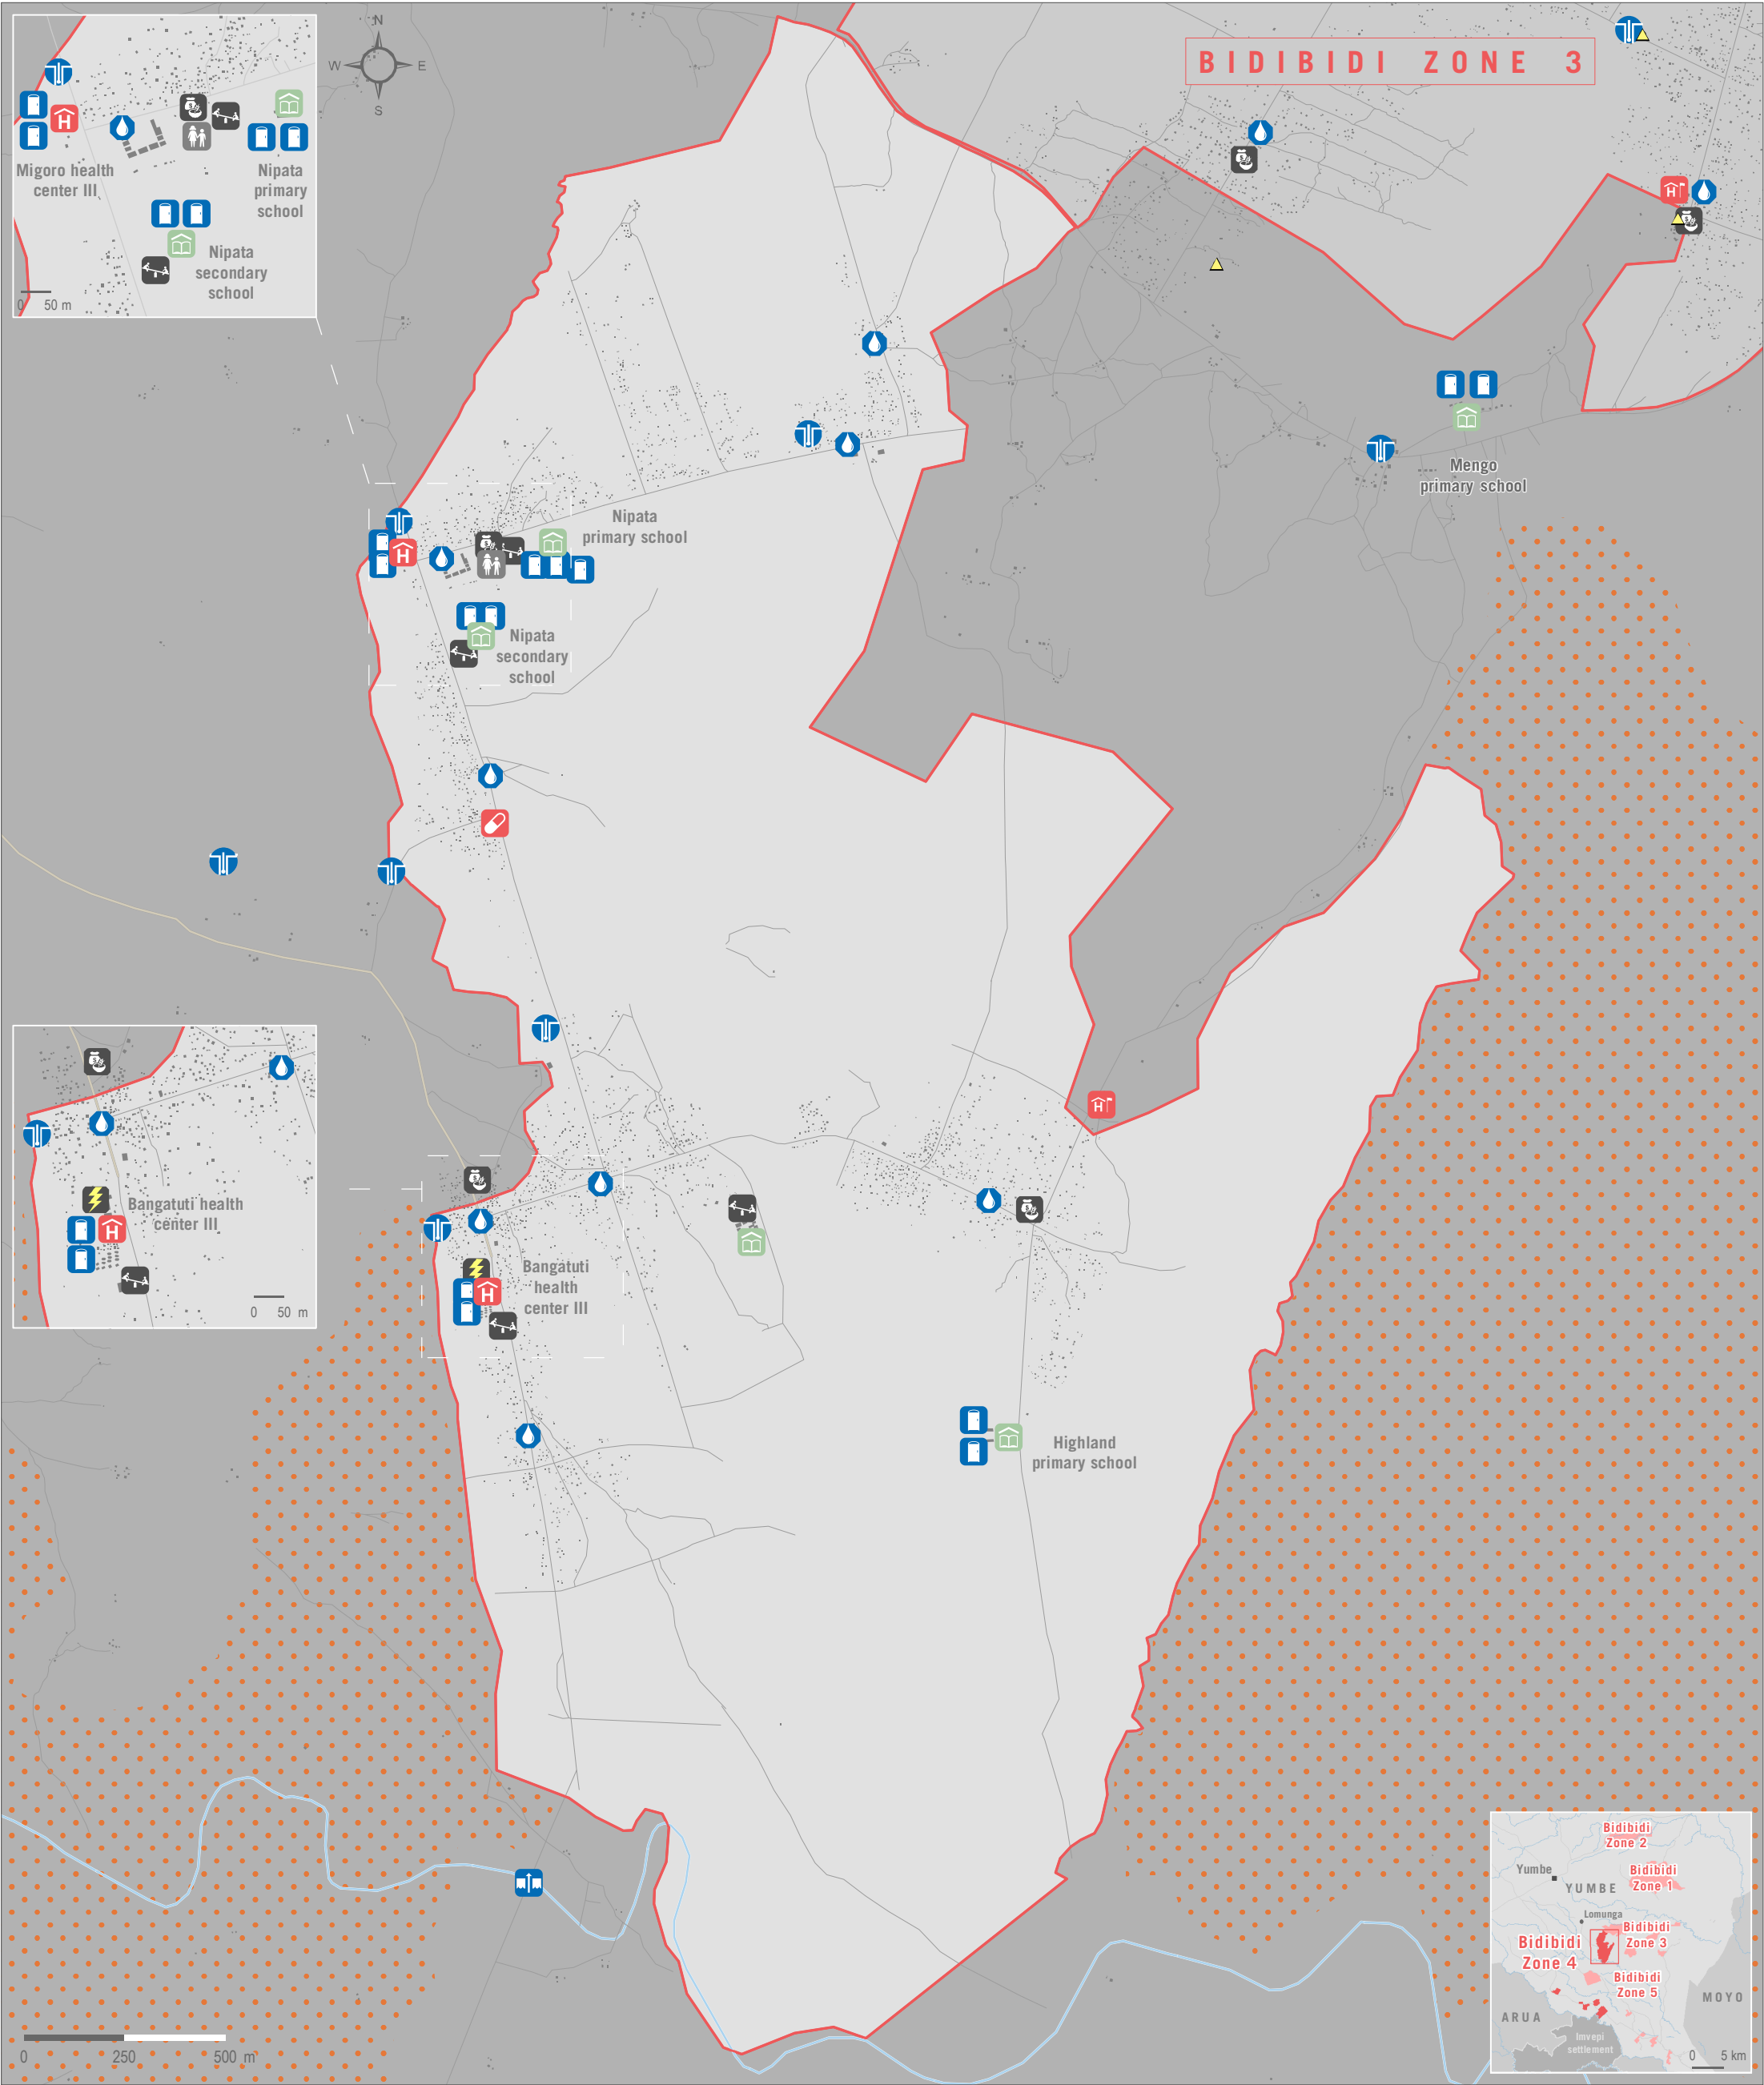 N
W
E
S
BIDIBIDI ZONE 3
Migoro health
center III
Nipata
primary
school
Nipata
secondary
school
0 50 m
Mengo
primary school
Nipata
primary school
Nipata
secondary
school
Bangatuti health
center III
0 50 m
Bangatuti
health
center III
Highland
primary school
Bidibidi
Zone 2
Yumbe
YUMBE
Bidibidi
Zone 1
Lomunga
Bidibidi
Zone 3
Bidibidi
Zone 4
Bidibidi
Zone 5
MOYO
ARUA
Imvepi
settlement
0 5 km
0 250 500 m